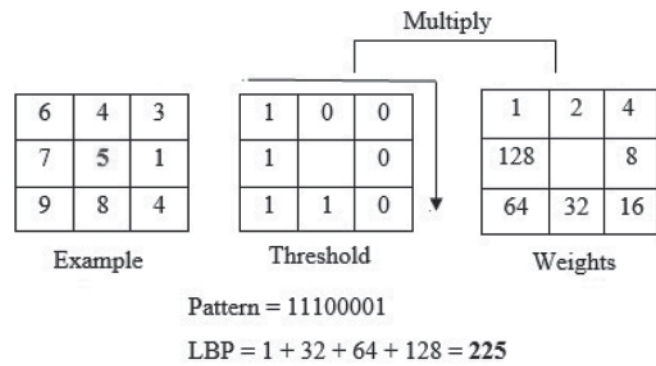 Multiply
6 4 3
7 5 1
9 8 4
1 0 0
1 0
1 1 0
1 2 4
128 8
64 32 16
Example
Threshold
Weights
Pattern = 11100001
LBP = 1 + 32 + 64 + 128 = 225